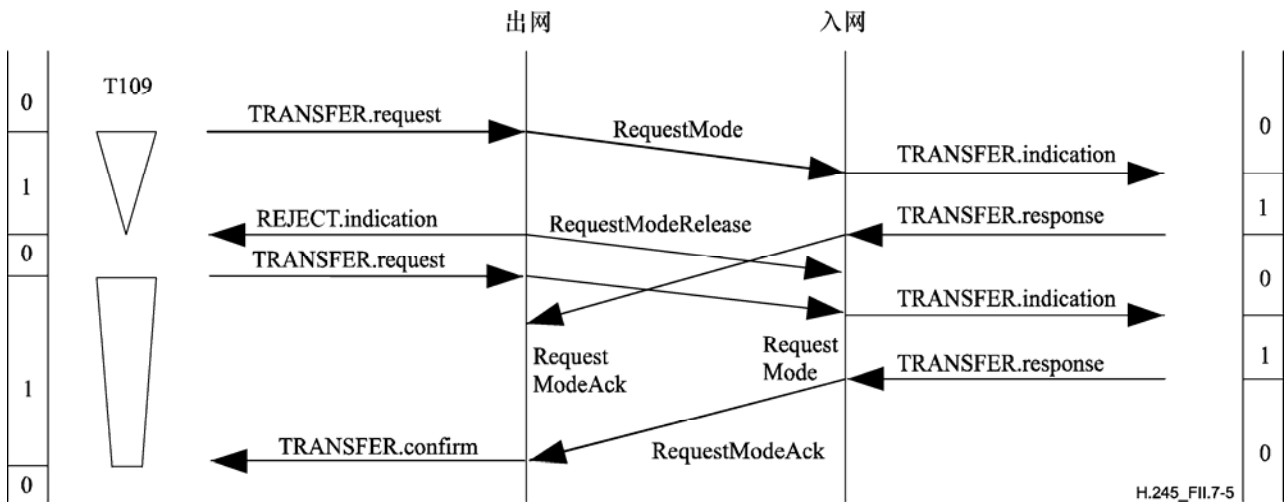 出网 入网
T109
0
TRANSFER.request
RequestMode
0
TRANSFER.indication
1
REJECT.indication
RequestModeRelease
TRANSFER.response
1
0
TRANSFER.request
0
TRANSFER.indication
Request
ModeAck
Request
Mode
TRANSFER.response
1
1
TRANSFER.confirm
RequestModeAck
0
0
H.245_FII.7-5